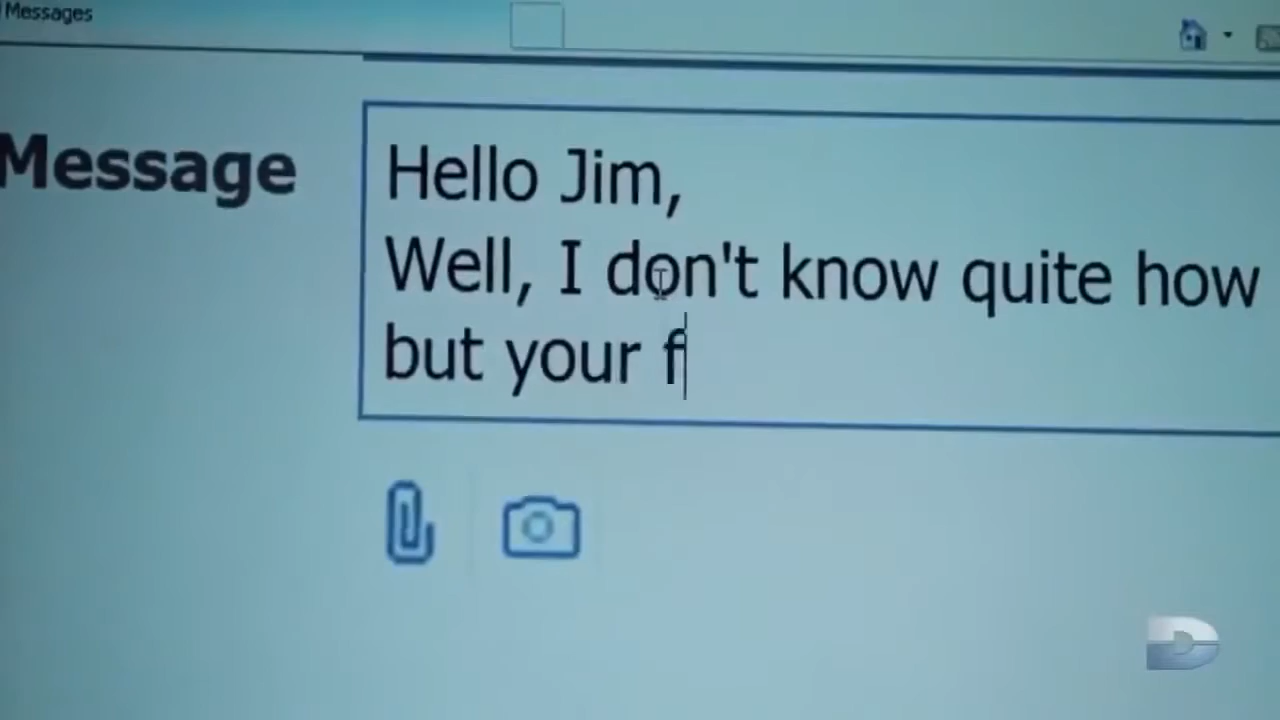 Messages
Message
Hello Jim,
Well, I don't know quite how
but your f